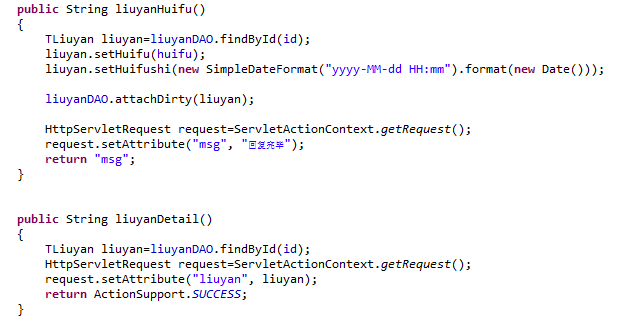 public String liuyanHuifu()
{
TLiuyan liuyan=liuyanDAO.findById(id);
liuyan.setHuifu(huifu);
liuyan.setHuifushi(new SimpleDateFormat("yyyy-MM-dd HH:mm").format(new Date()));
liuyanDAO.attachDirty(liuyan);
HttpServletRequest request=ServletActionContext.getRequest();
request.setAttribute("msg", "回复完毕");
return "msg";
}
public String liuyanDetail()
{
TLiuyan liuyan=liuyanDAO.findById(id);
HttpServletRequest request=ServletActionContext.getRequest();
request.setAttribute("liuyan", liuyan);
return ActionSupport.SUCCESS;
}